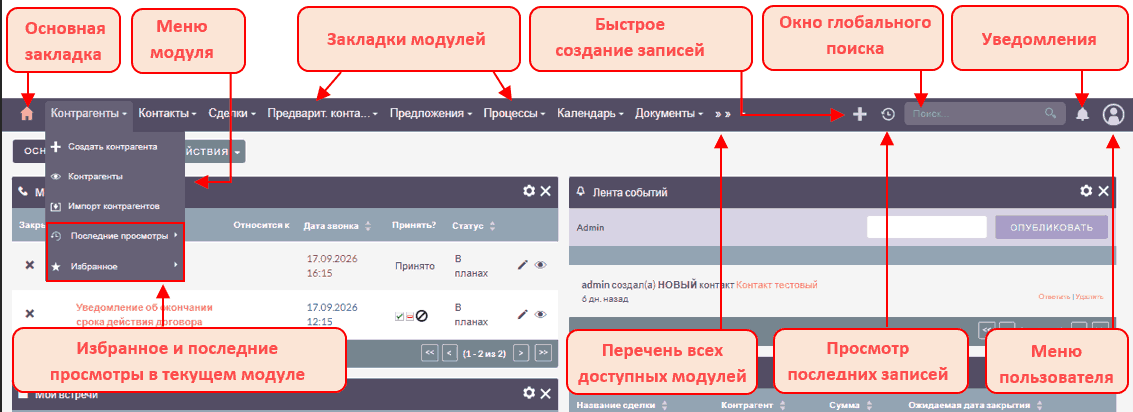 Основная
закладка
Меню
модуля
Закладки модулей
Быстрое
создание записей
Окно глобального
поиска
Уведомления
Контрагенты Контакты Сделки Предварит. конта... Предложения Процессы Календарь Документы » » Поиск...
Создать контрагента
Контрагенты
Импорт контрагентов
Последние просмотры
Избранное
ОСН ЙСТВИЯ
М
Закры Относится к Дата звонка Принять? Статус
17.09.2026
16:15
Принято
В
планах
Уведомление об окончании
срока действия договора
17.09.2026
12:15
В
планах
<< < (1 - 2 из 2) > >>
Мои встречи
Лента событий
Admin ОПУБЛИКОВАТЬ
admin создал(а) НОВЫЙ контакт Контакт тестовый
6 дн. назад
Ответить | Удалить
<<
>>
Название сделки Контрагент Сумма Ожидаемая дата закрытия
Избранное и последние
просмотры в текущем модуле
Перечень всех
доступных модулей
Просмотр
последних записей
Меню
пользователя